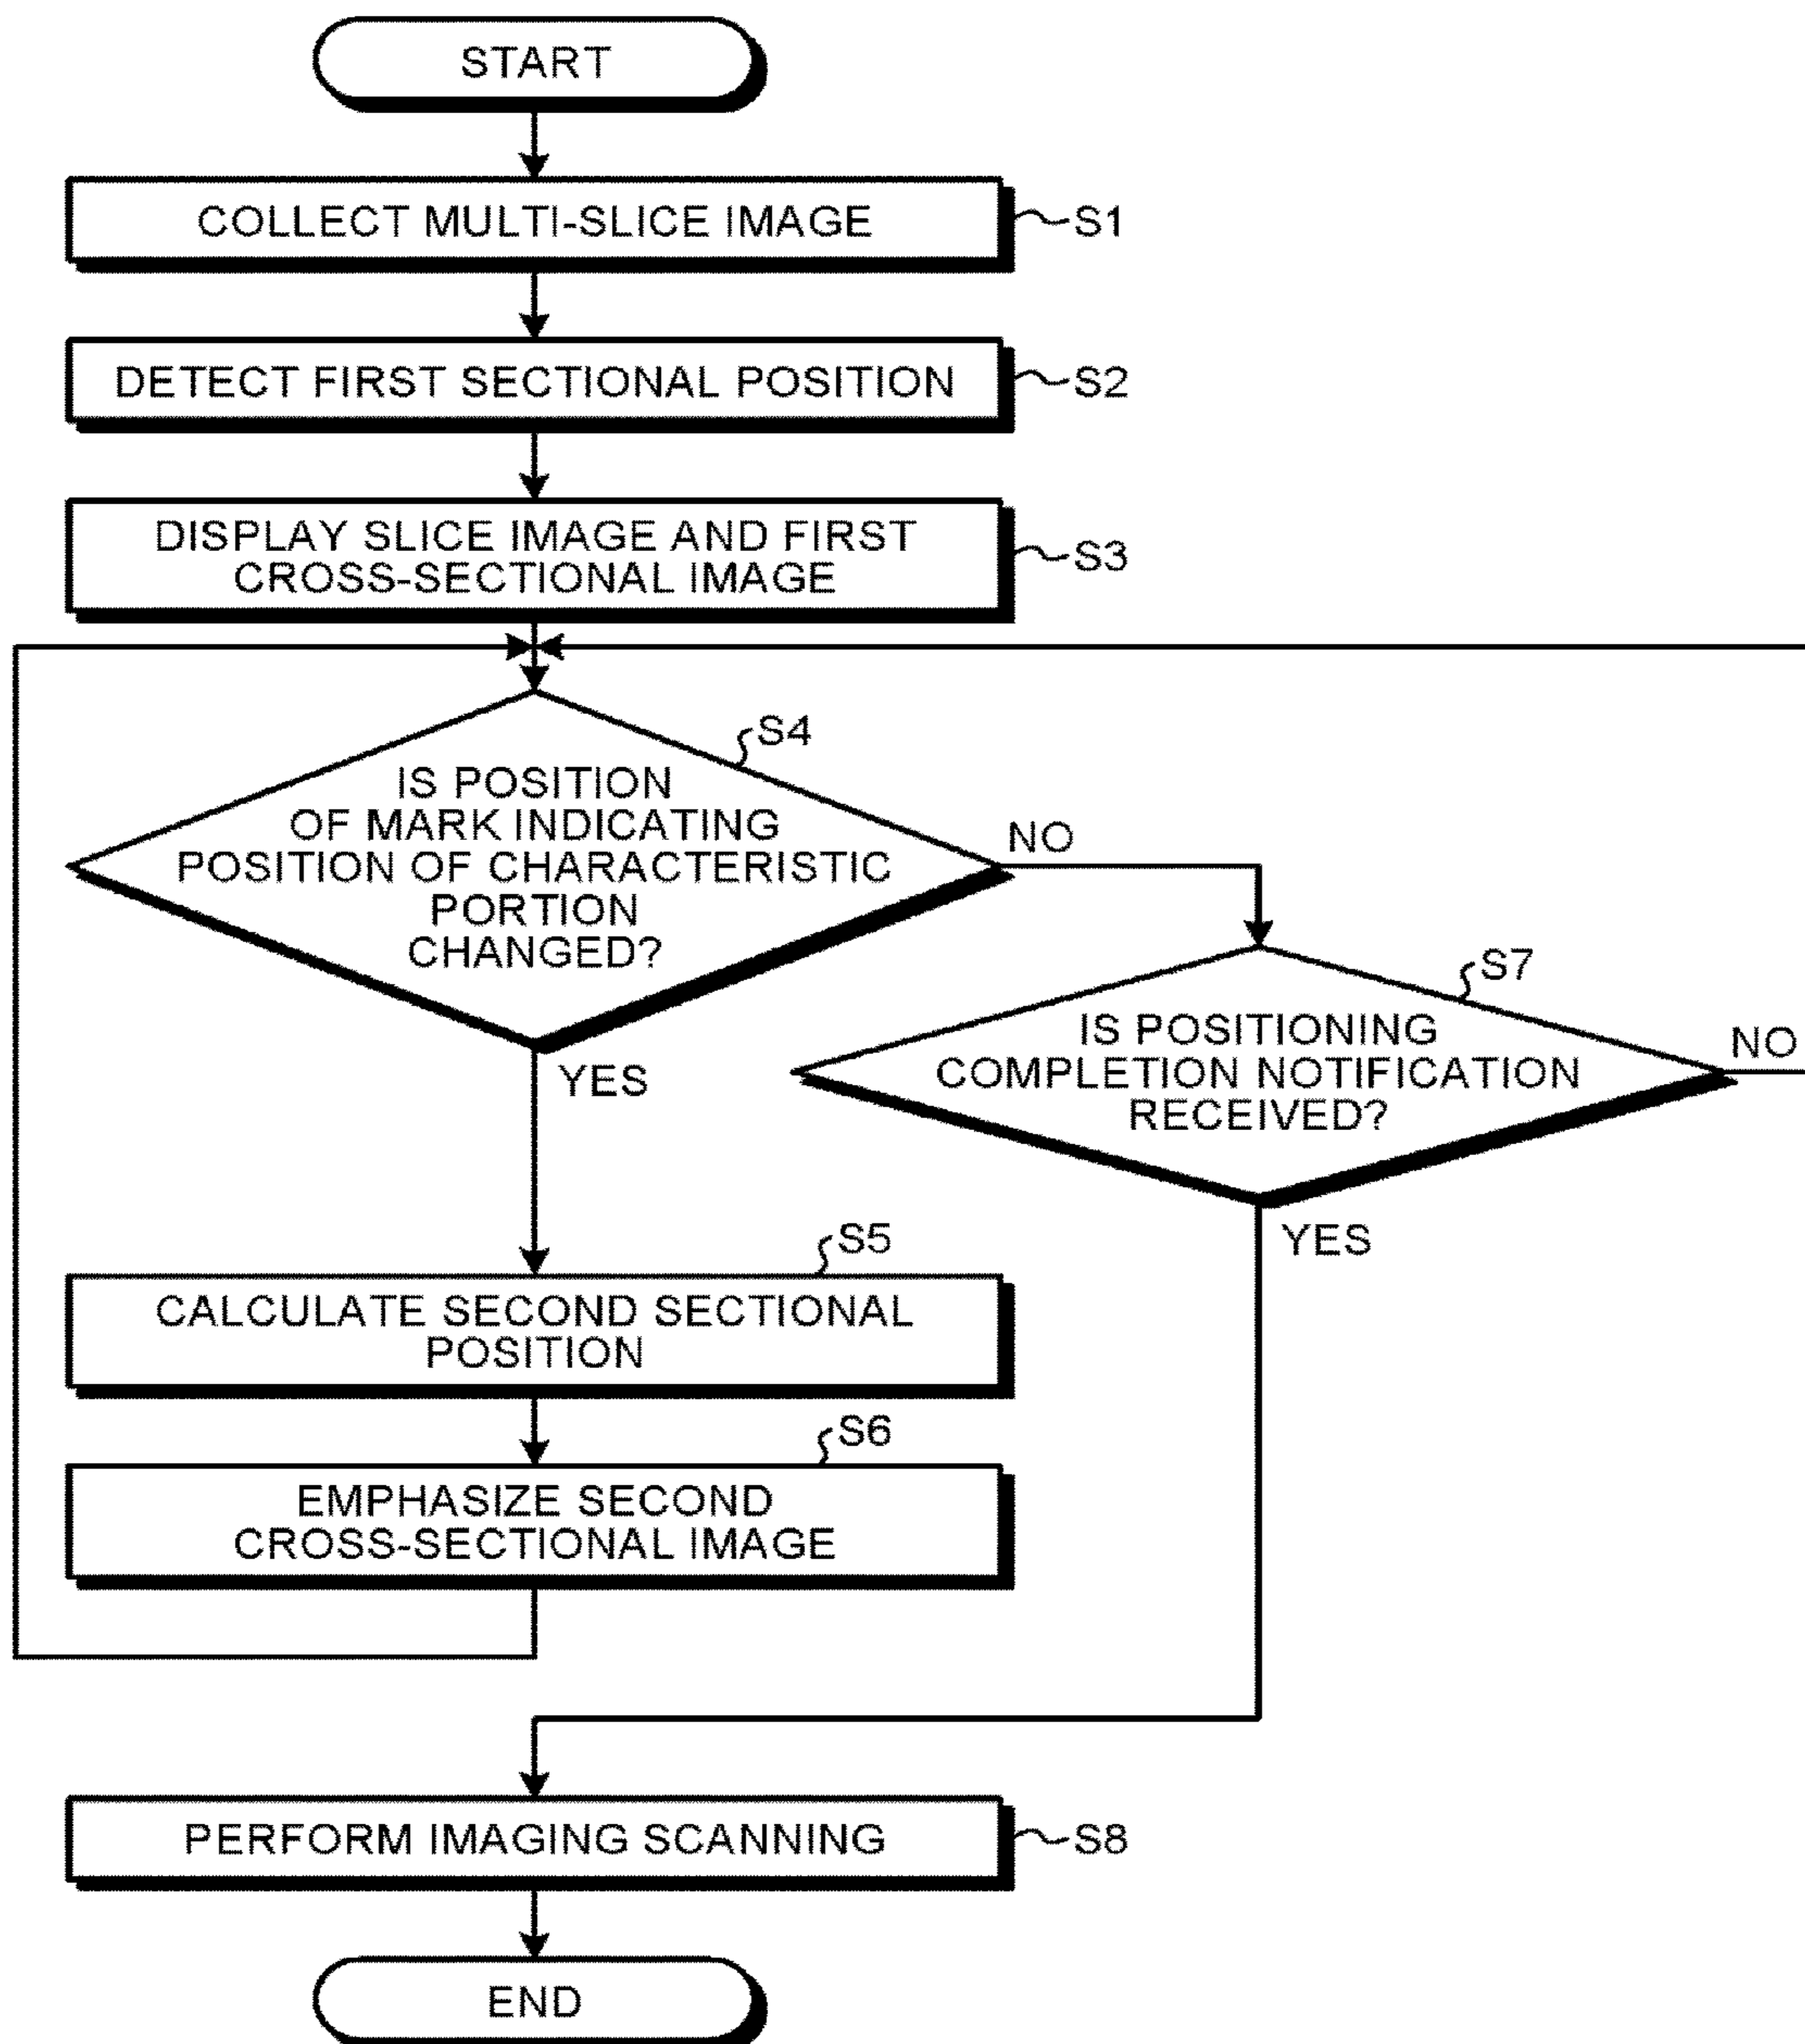 START
COLLECT MULTI-SLICE IMAGE
S1
DETECT FIRST SECTIONAL POSITION
S2
DISPLAY SLICE IMAGE AND FIRST
CROSS-SECTIONAL IMAGE
S3
S4
IS POSITION
OF MARK INDICATING
POSITION OF CHARACTERISTIC
PORTION
CHANGED?
NO
YES
S7
IS POSITIONING
COMPLETION NOTIFICATION
RECEIVED?
NO
YES
S5
CALCULATE SECOND SECTIONAL
POSITION
S6
EMPHASIZE SECOND
CROSS-SECTIONAL IMAGE
PERFORM IMAGING SCANNING
S8
END